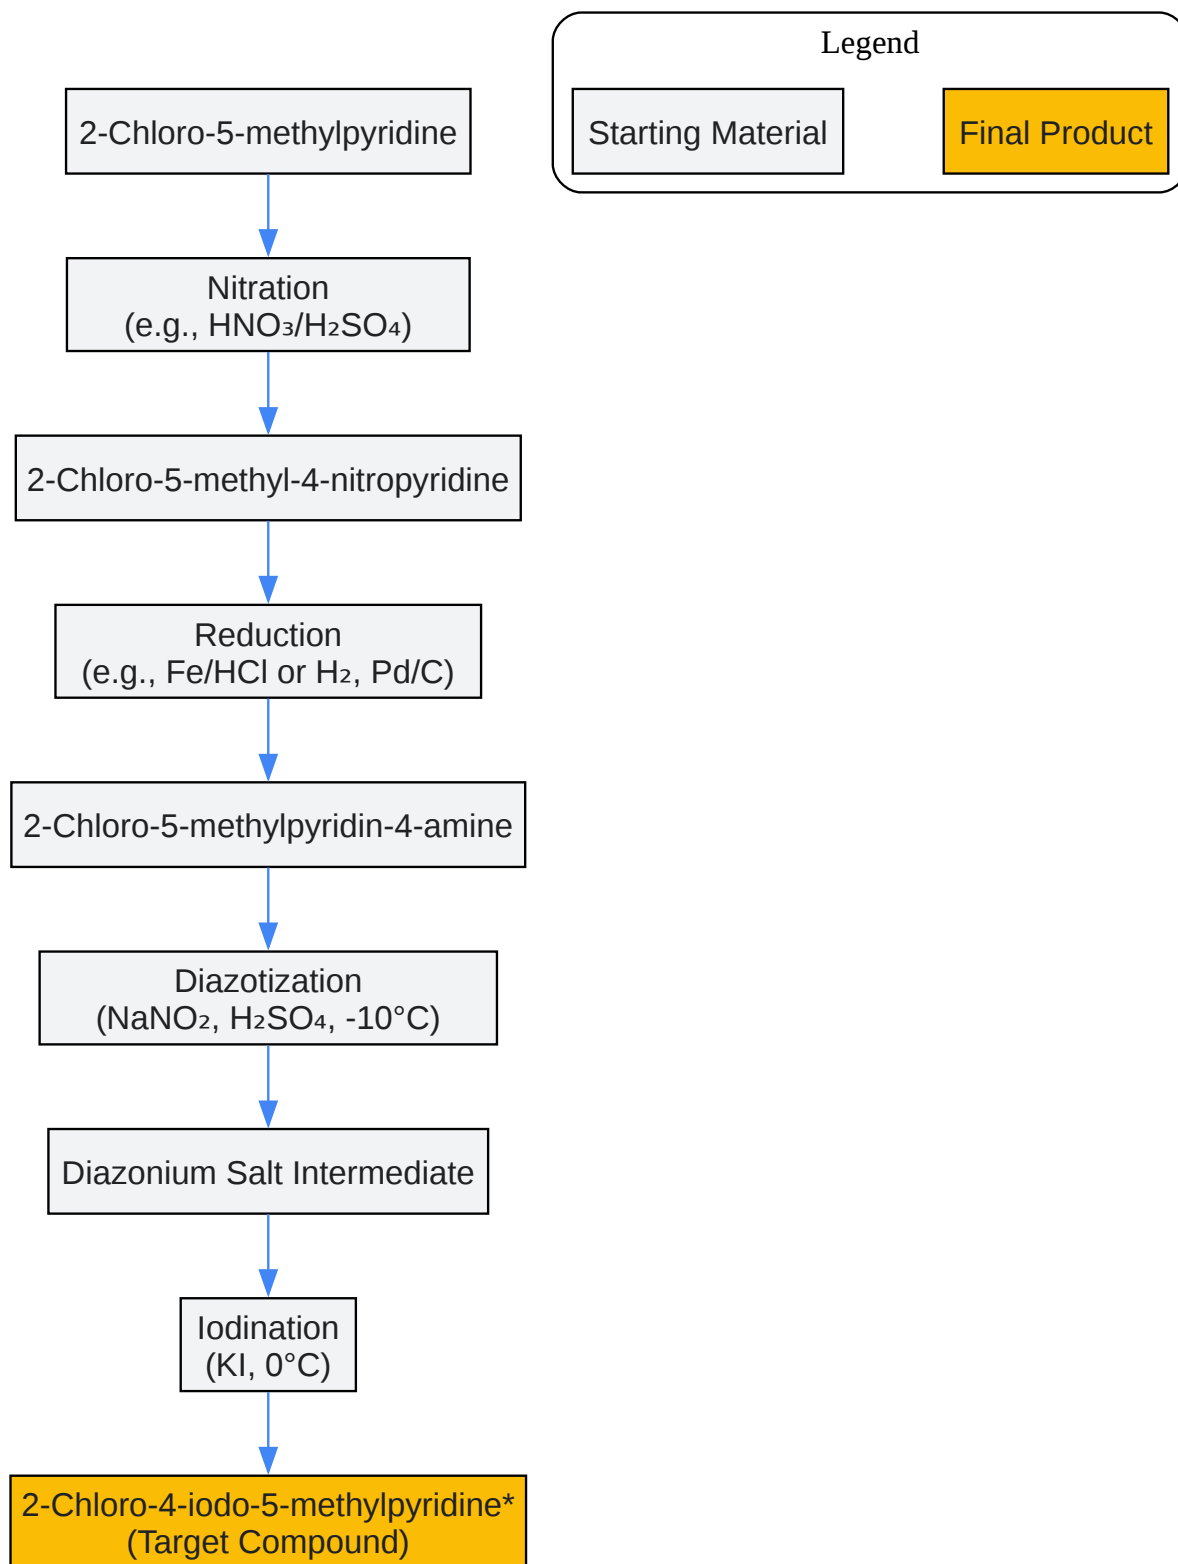 Legend
Starting Material
Final Product
2-Chloro-5-methylpyridine
Nitration
(e.g., HNO₃/H₂SO₄)
2-Chloro-5-methyl-4-nitropyridine
Reduction
(e.g., Fe/HCl or H₂, Pd/C)
2-Chloro-5-methylpyridin-4-amine
Diazotization
(NaNO₂, H₂SO₄, -10°C)
Diazonium Salt Intermediate
Iodination
(KI, 0°C)
2-Chloro-4-iodo-5-methylpyridine*
(Target Compound)